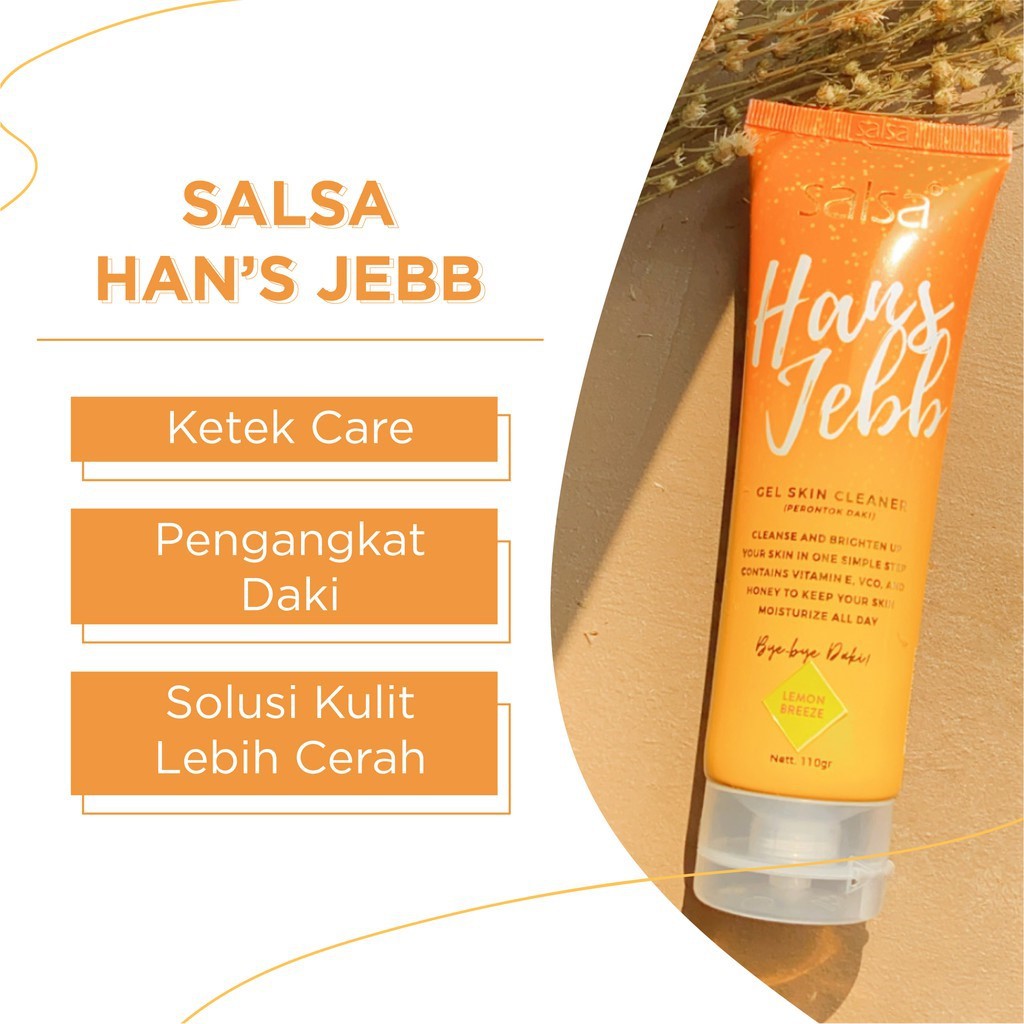 SALSA
HAN'S JEBB
Ketek Care
Pengangkat
Daki
Solusi Kulit
Lebih Cerah
salsa
salsa
Hans
Jebb
GEL SKIN CLEANER
(PERONTOK DAKI)
CLEANSE AND BRIGHTEN UP
YOUR SKIN IN ONE SIMPLE STEP
CONTAINS VITAMIN E, VCO, AND
HONEY TO KEEP YOUR SKIN
MOISTURIZE ALL DAY
Bye-bye Daki!
LEMON
BREEZE
Nett. 110gr